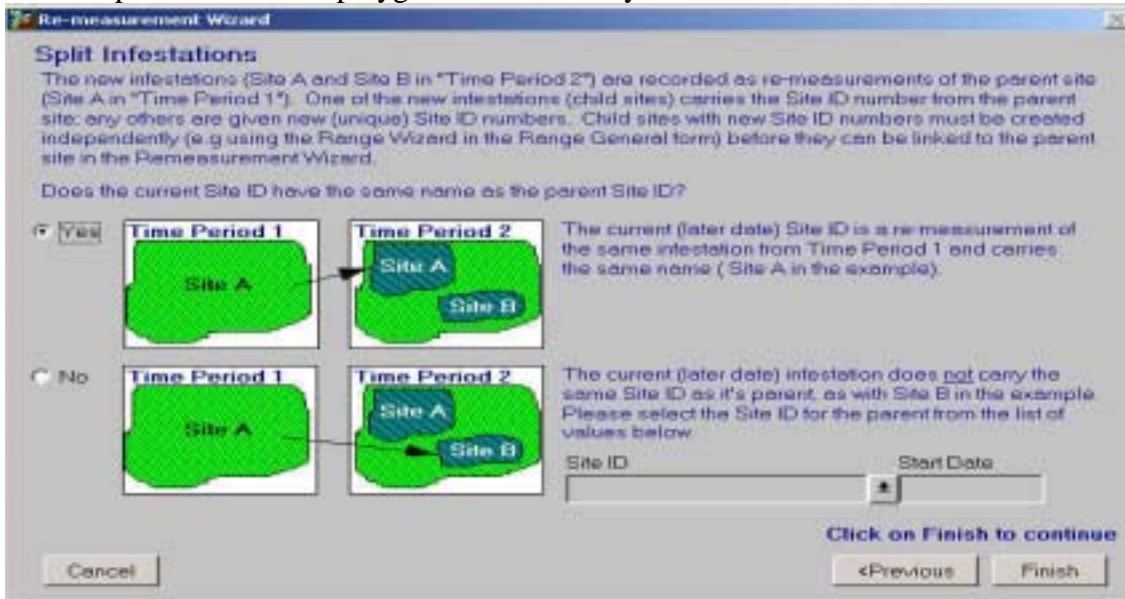 Re-measurement Wizard
Split Infestations
The new infestations (Site A and Site B in "Time Period 2") are recorded as re-measurements of the parent site
(Site A in "Time Period 1"). One of the new infestations (child sites) carries the Site ID number from the parent
site; any others are given new (unique) Site ID numbers. Child sites with new Site ID numbers must be created
independently (e.g using the Range Wizard in the Range General form) before they can be linked to the parent
site in the Remeasurement Wizard.
Does the current Site ID have the same name as the parent Site ID?
Yes
Time Period 1
Site A
Time Period 2
Site A
Site B
The current (later date) Site ID is a re-measurement of
the same infestation from Time Period 1 and carries
the same name ( Site A in the example).
No
Time Period 1
Site A
Time Period 2
Site A
Site B
The current (later date) infestation does not carry the
same Site ID as it's parent, as with Site B in the example.
Please select the Site ID for the parent from the list of
values below.
Site ID
Start Date
Click on Finish to continue
Cancel
<Previous
Finish